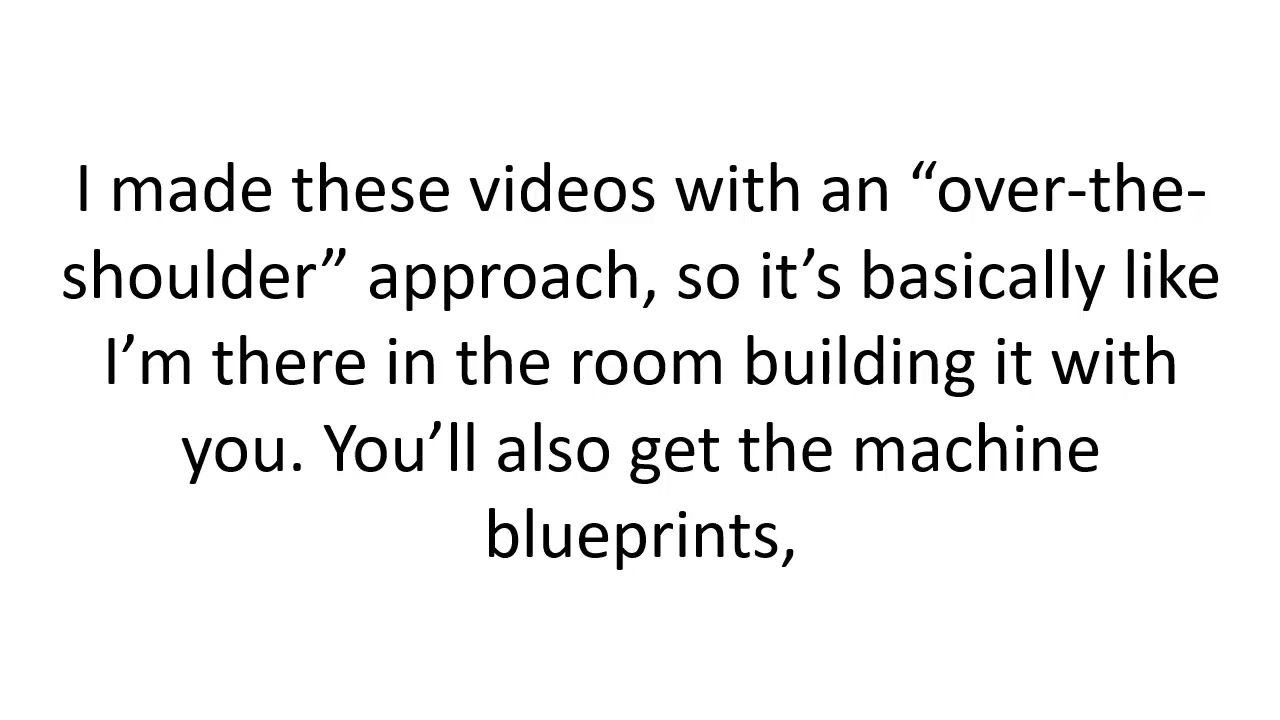 I made these videos with an “over-the-
shoulder” approach, so it’s basically like
I’m there in the room building it with
you. You’ll also get the machine
blueprints,